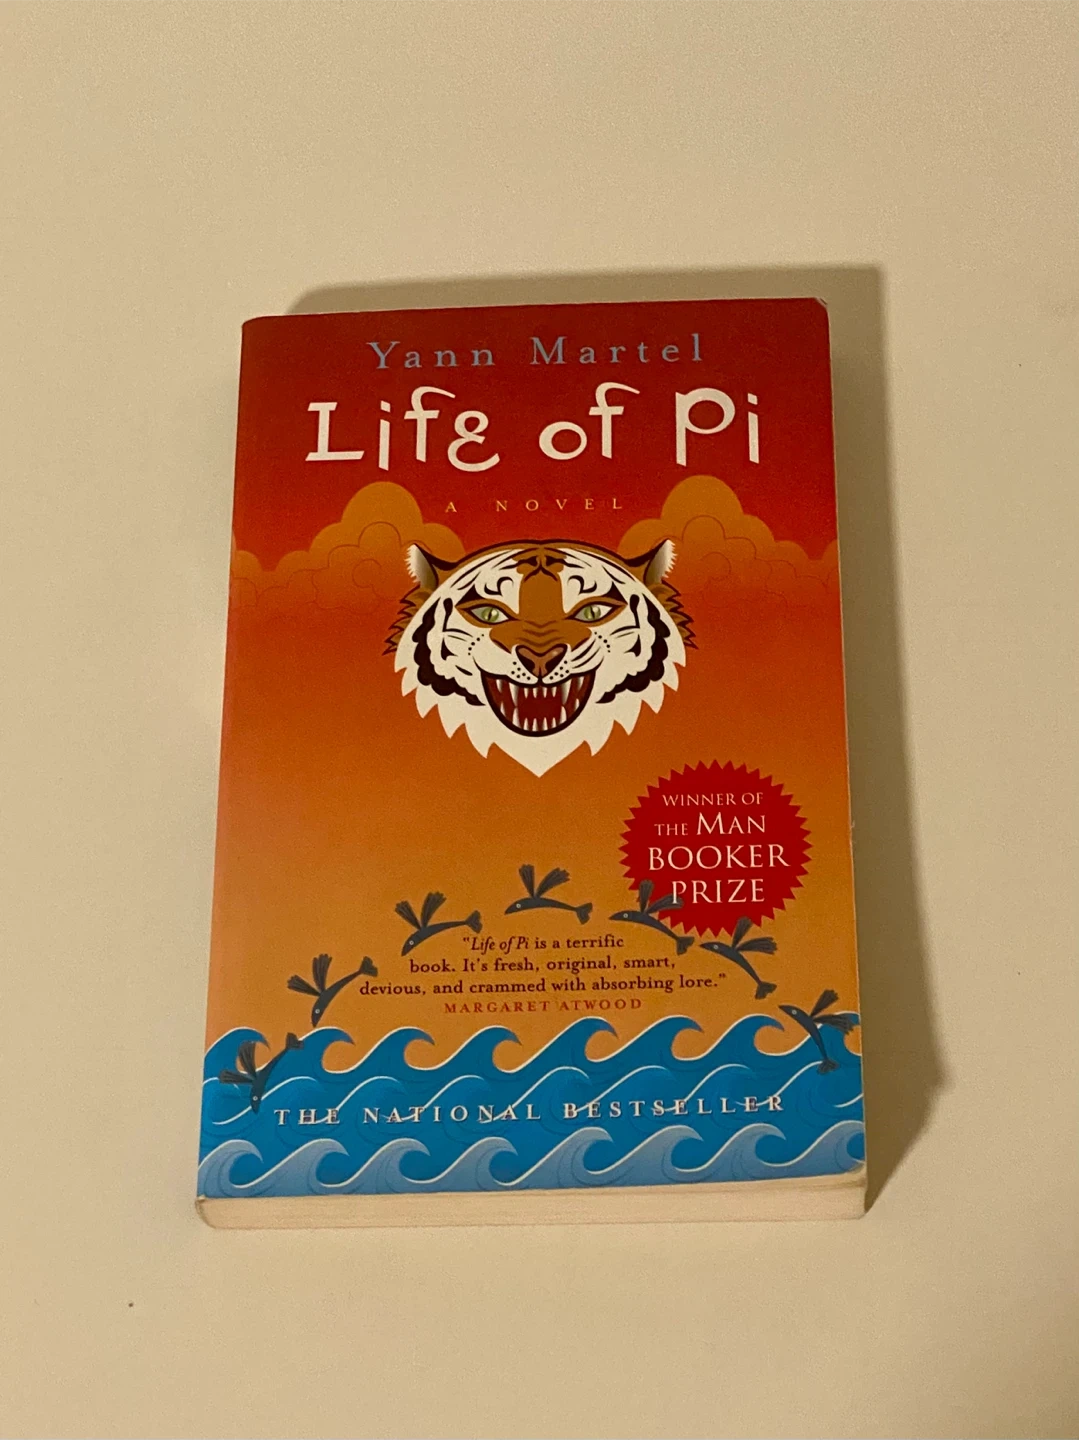 Yann Martel
Life of Pi
A NOVEL
WINNER OF
THE MAN
BOOKER
PRIZE
"Life of Pi is a terrific
book. It's fresh, original, smart,
devious, and crammed with absorbing lore."
MARGARET ATWOOD
THE NATIONAL BESTSELLER